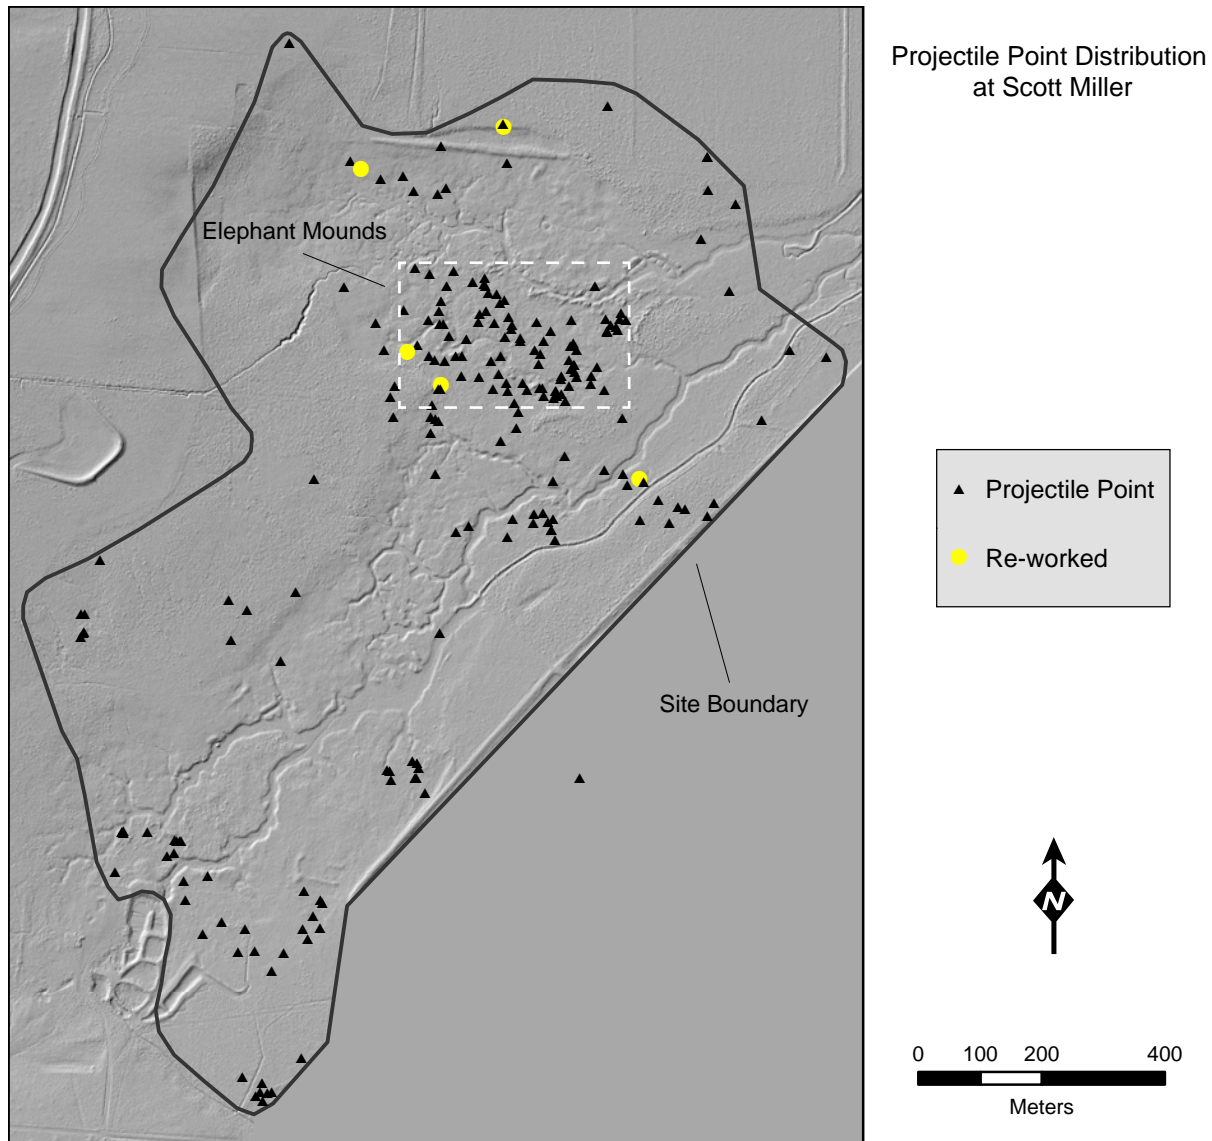 Projectile Point Distribution
at Scott Miller
Elephant Mounds
Projectile Point
Re-worked
Site Boundary
N
0 100 200 400
Meters